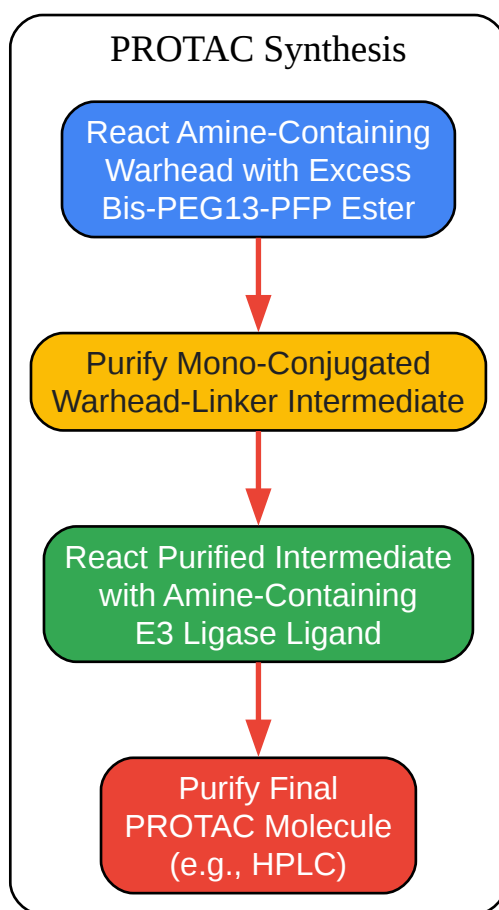 PROTAC Synthesis
React Amine-Containing
Warhead with Excess
Bis-PEG13-PFP Ester
Purify Mono-Conjugated
Warhead-Linker Intermediate
React Purified Intermediate
with Amine-Containing
E3 Ligase Ligand
Purify Final
PROTAC Molecule
(e.g., HPLC)